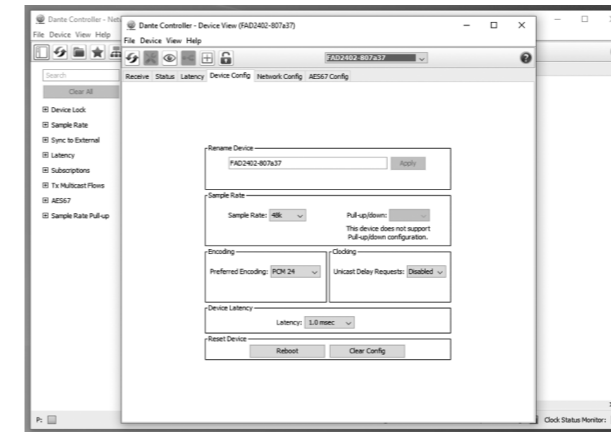 Dante Controller - Net
File Device View Help
Search
Clear All
Device Lock
Sample Rate
Sync to External
Latency
Subscriptions
Tx Multicast Flows
AES67
Sample Rate Pull-up
P:
Dante Controller - Device View (FAD2402-807a37)
File Device View Help
FAD2402-807a37
Receive Status Latency Device Config Network Config AES67 Config
Rename Device
FAD2402-807a37 Apply
Sample Rate
Sample Rate: 48k Pull-up/down:
This device does not support
Pull-up/down configuration.
Encoding Clocking
Preferred Encoding: PCM 24 Unicast Delay Requests: Disabled
Device Latency
Latency: 1.0 msec
Reset Device
Reboot Clear Config
Clock Status Monitor: